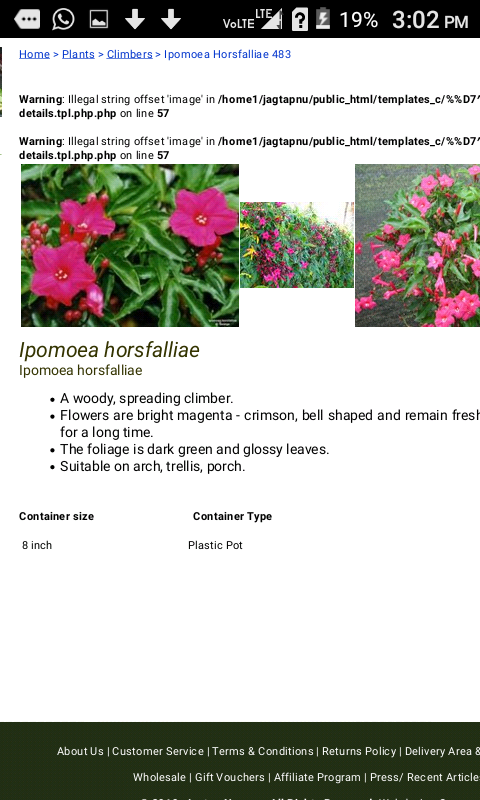 VoLTE LTE 19% 3:02 PM
Home > Plants > Climbers > Ipomoea Horsfalliae 483
Warning: Illegal string offset 'image' in /home1/jagtapnu/public_html/templates_c/%%D7^
details.tpl.php.php on line 57
Warning: Illegal string offset 'image' in /home1/jagtapnu/public_html/templates_c/%%D7^
details.tpl.php.php on line 57
Ipomoea horsfalliae
Ipomoea horsfalliae
• A woody, spreading climber.
• Flowers are bright magenta - crimson, bell shaped and remain fresh
for a long time.
• The foliage is dark green and glossy leaves.
• Suitable on arch, trellis, porch.
Container size Container Type
8 inch Plastic Pot
About Us | Customer Service | Terms & Conditions | Returns Policy | Delivery Area &
Wholesale | Gift Vouchers | Affiliate Program | Press/ Recent Article